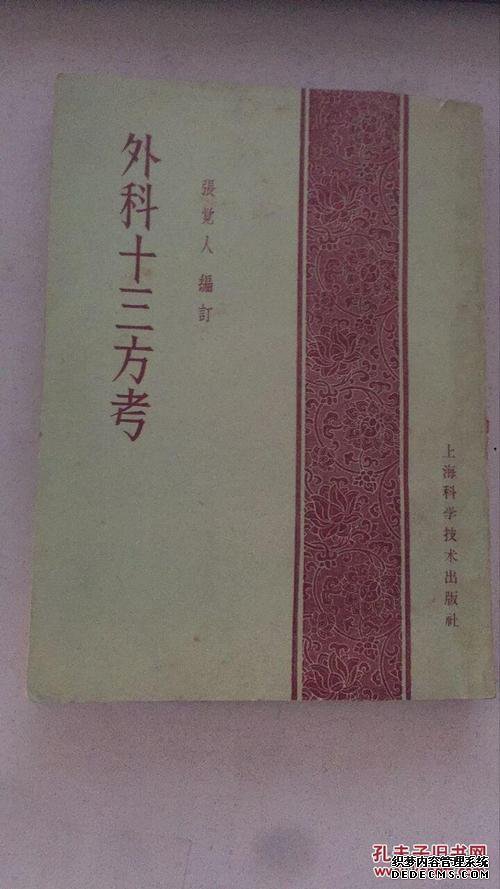 外科十三方考
張覚人 編訂
上海科学技术出版社
孔夫子旧书网
织梦内容管理系统
DEDECMS.COM